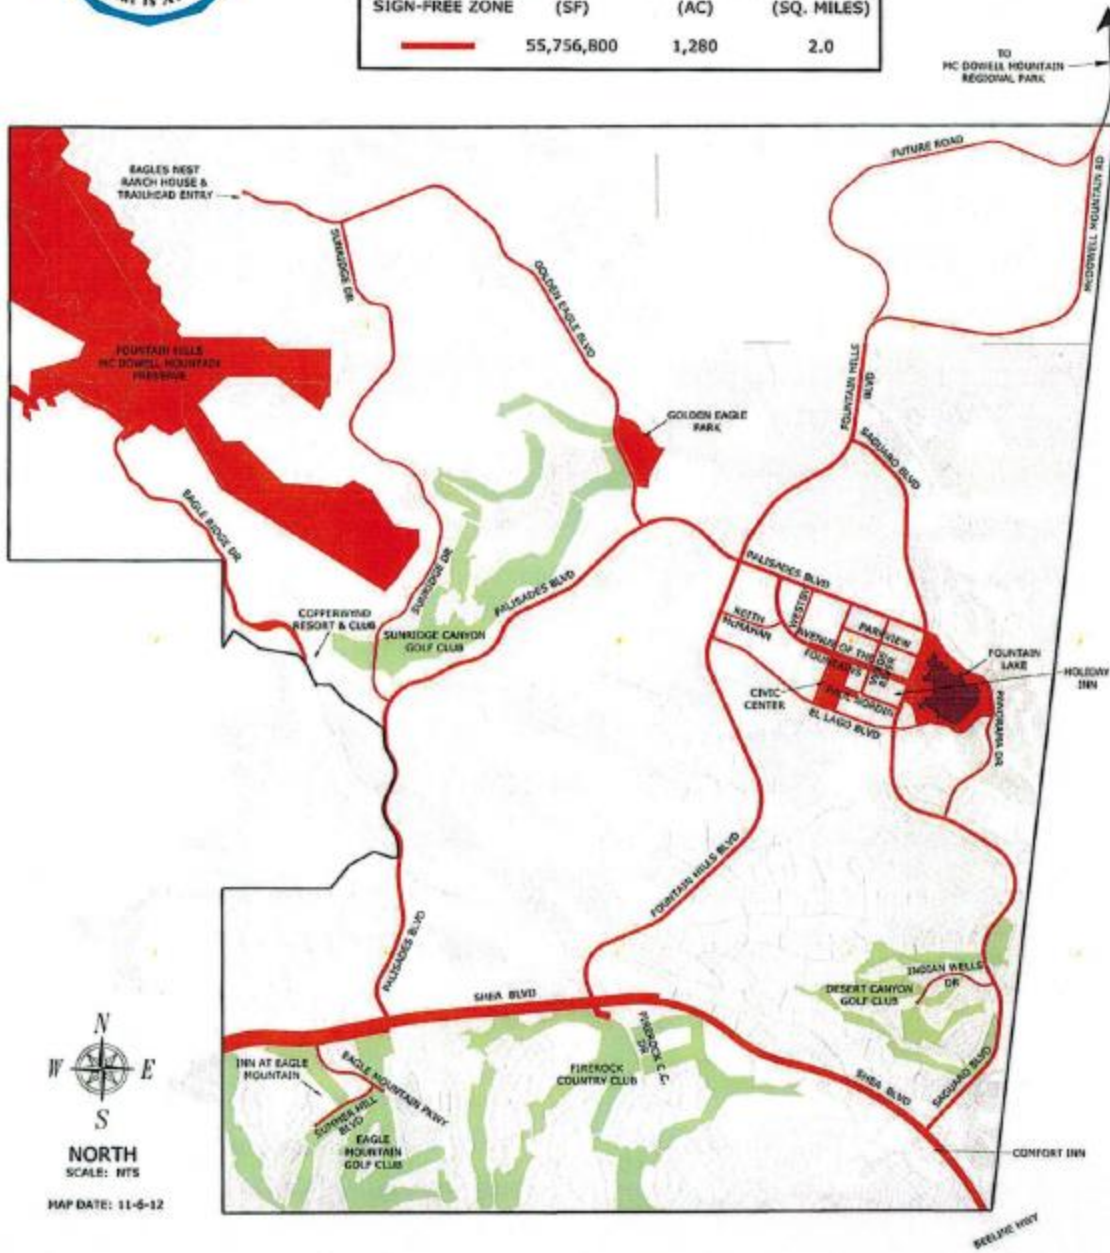 SIGN-FREE ZONE (SF) (AC) (SQ. MILES)
55,756,800 1,280 2.0
TO
MC DOWELL MOUNTAIN
REGIONAL PARK
FUTURE ROAD
McDOWELL MOUNTAIN RD
EAGLES NEST
RANCH HOUSE &
TRAILHEAD ENTRY
SUNRIDGE DR
GOLDEN EAGLE BLVD
FOUNTAIN HILLS
MC DOWELL MOUNTAIN
PRESERVE
FOUNTAIN HILLS
BLVD
GOLDEN EAGLE
PARK
SAGUARO BLVD
EAGLE RIDGE DR
SUNRIDGE DR
PALISADES BLVD
PALISADES BLVD
COPPERWYND
RESORT & CLUB
SUNRIDGE CANYON
GOLF CLUB
KEITH
McMAHAN
PARKVIEW
AVENUE OF THE
FOUNTAINS
FOUNTAIN
LAKE
HOLIDAY
INN
CIVIC
CENTER
EL LAGO BLVD
PANORAMA DR
FOUNTAIN HILLS BLVD
PALISADES BLVD
SHEA BLVD
INDIAN WELLS
DR
DESERT CANYON
GOLF CLUB
N
W E
S
NORTH
SCALE: NTS
MAP DATE: 11-6-12
INN AT EAGLE
MOUNTAIN
EAGLE MOUNTAIN PKWY
SUMMER HILL
BLVD
EAGLE
MOUNTAIN
GOLF CLUB
FIREROCK
COUNTRY CLUB
FIREROCK C.C.
DR
SHEA BLVD
SAGUARO BLVD
COMFORT INN
BEELINE HWY